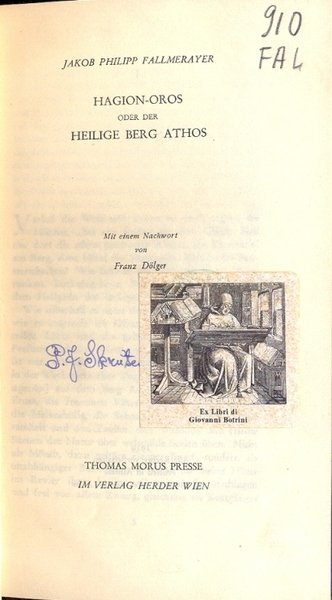 910
FAL
JAKOB PHILIPP FALLMERAYER
HAGION-OROS
ODER DER
HEILIGE BERG ATHOS
Mit einem Nachwort
von
Franz Dölger
Ex Libri di
Giovanni Botrini
THOMAS MORUS PRESSE
IM VERLAG HERDER WIEN